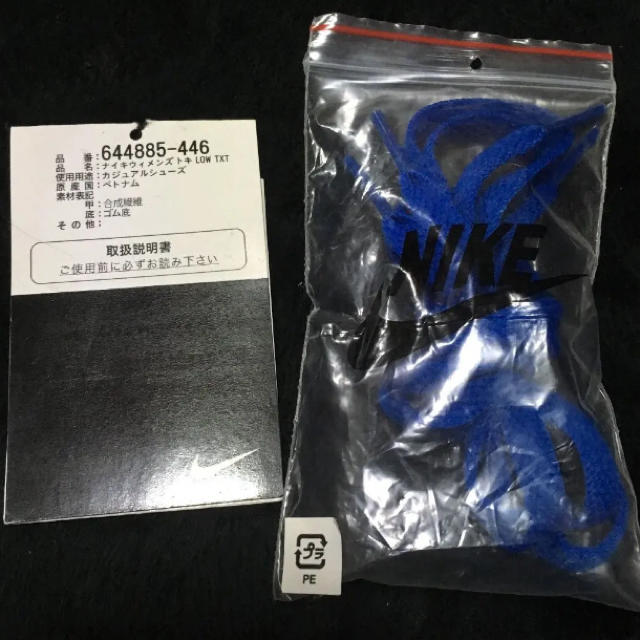 品　　番：644885-446
品　　名：ナイキウィメンズ トキ LOW TXT
使用用途：カジュアルシューズ
原 産 国：ベトナム
素材表記
甲：合成繊維
底：ゴム底
そ の 他：
取扱説明書
ご使用前に必ずお読み下さい
NIKE
プラ
PE